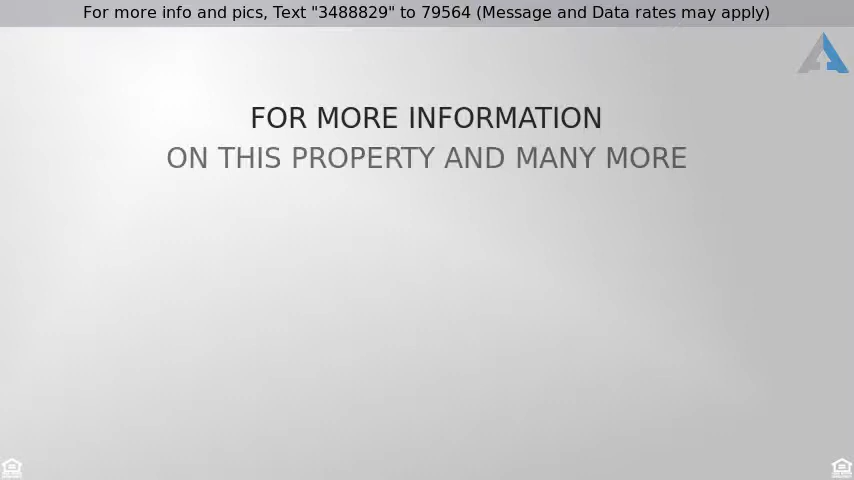 For more info and pics, Text "3488829" to 79564 (Message and Data rates may apply)
FOR MORE INFORMATION
ON THIS PROPERTY AND MANY MORE